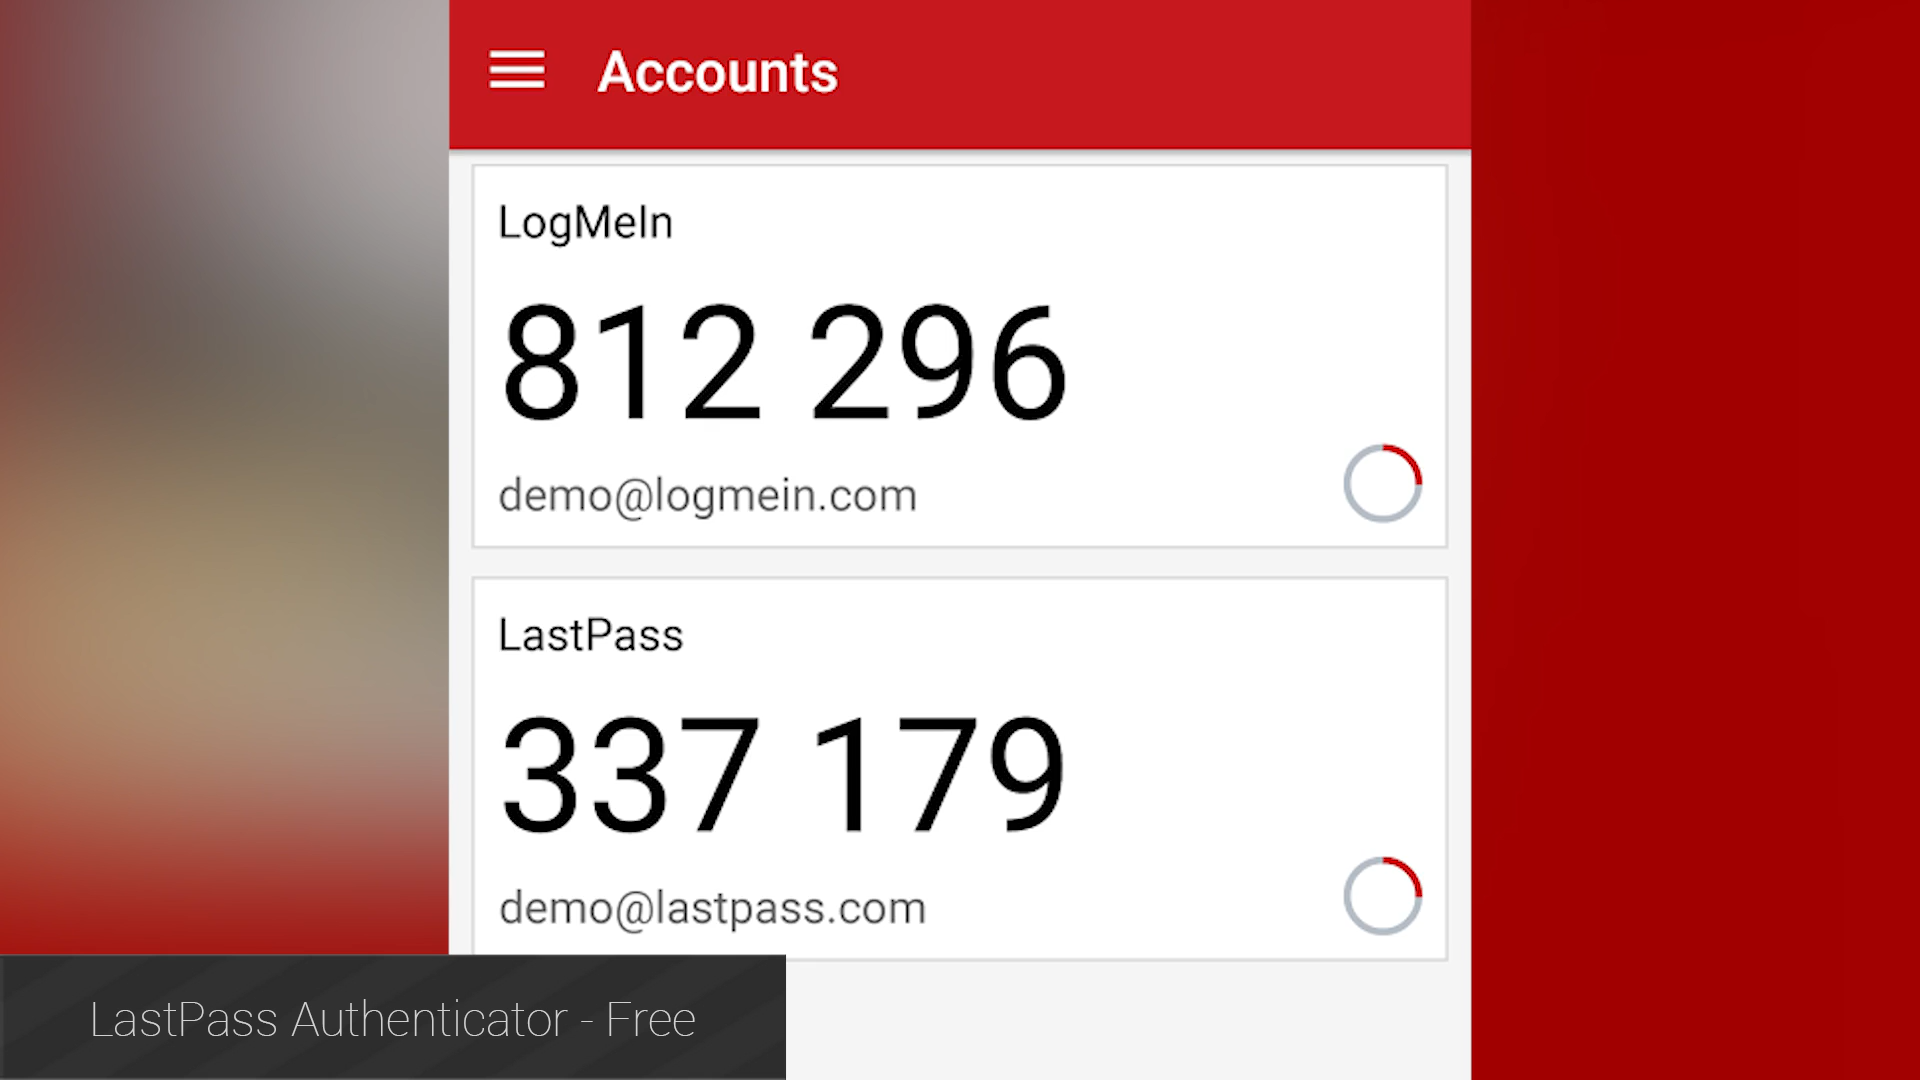 Accounts
LogMeIn
812 296
demo@logmein.com
LastPass
337 179
demo@lastpass.com
LastPass Authenticator - Free